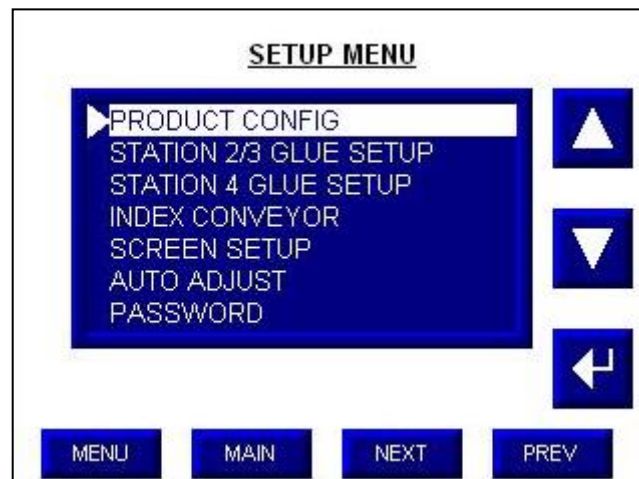 SETUP MENU
PRODUCT CONFIG
STATION 2/3 GLUE SETUP
STATION 4 GLUE SETUP
INDEX CONVEYOR
SCREEN SETUP
AUTO ADJUST
PASSWORD
MENU MAIN NEXT PREV